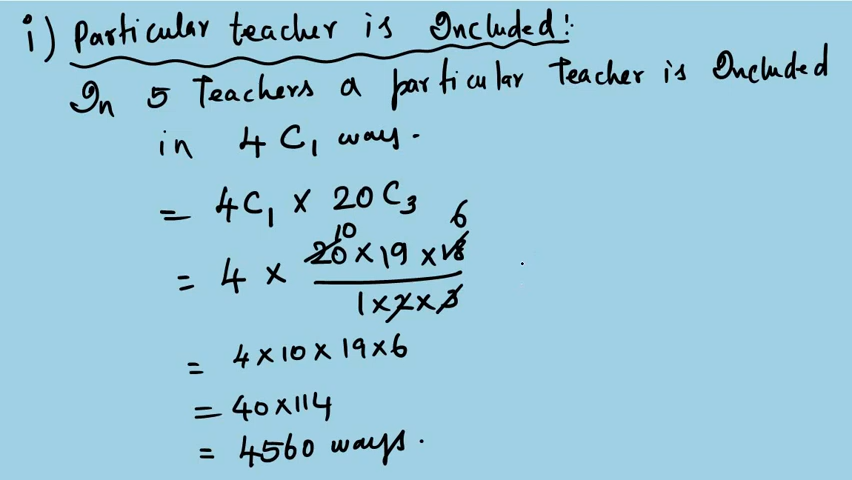 i) Particular teacher is Included:
In 5 Teachers a particular Teacher is Included
in 4C₁ ways.
= 4C₁ × 20C₃
= 4 × (20 × 19 × 18)/(1×2×3) 10 6
= 4×10×19×6
= 40×114
= 4560 ways.